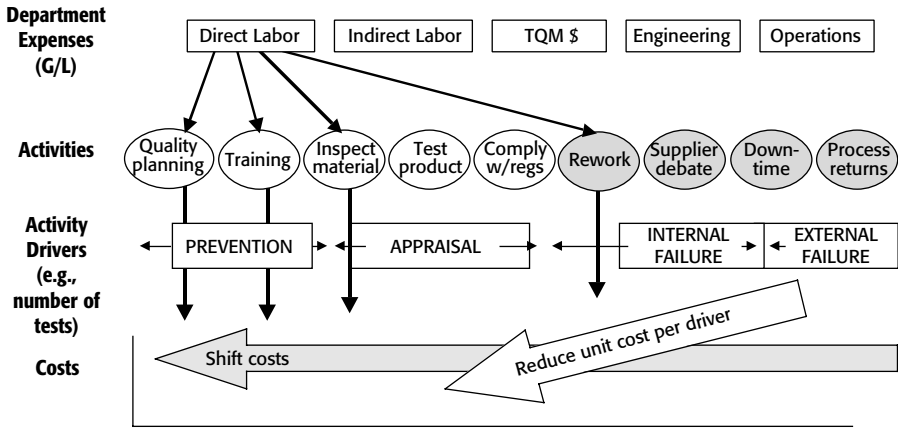 Department
Expenses
(G/L)
Direct Labor
Indirect Labor
TQM $
Engineering
Operations
Activities
Quality
planning
Training
Inspect
material
Test
product
Comply
w/regs
Rework
Supplier
debate
Down-
time
Process
returns
Activity
Drivers
(e.g.,
number of
tests)
PREVENTION
APPRAISAL
INTERNAL
FAILURE
EXTERNAL
FAILURE
Costs
Shift costs
Reduce unit cost per driver